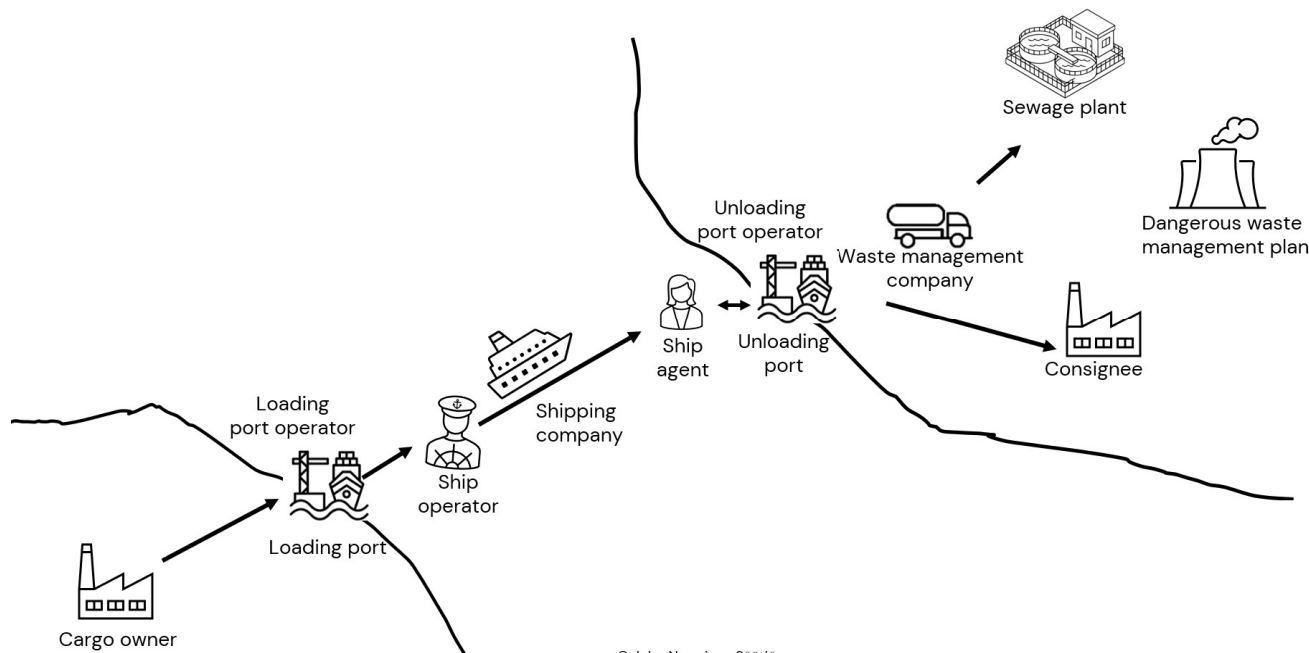 Sewage plant
Dangerous waste
management plan
Unloading
port operator
Waste management
company
Ship
agent
Unloading
port
Consignee
Shipping
company
Loading
port operator
Ship
operator
Loading port
Cargo owner